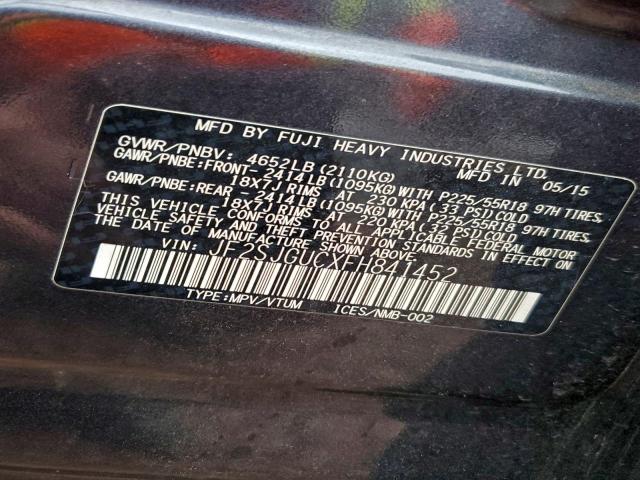 MFD BY FUJI HEAVY INDUSTRIES LTD.
GVWR/PNBV: 4652LB(2110KG) MFD IN 05/15
GAWR/PNBE:FRONT-2414LB(1095KG)WITH P225/55R18 97H TIRES.
18X7J RIMS AT 230 KPA (33 PSI)COLD
GAWR/PNBE:REAR -2414LB(1095KG)WITH P225/55R18 97H TIRES.
18X7J RIMS AT 220 KPA (32 PSI)COLD
THIS VEHICLE CONFORMS TO ALL APPLICABLE FEDERAL MOTOR
VEHICLE SAFETY AND THEFT PREVENTION STANDARDS IN EFFECT ON
THE DATE OF MANUFACTURE SHOWN ABOVE.
VIN: JF2SJGUCXFH841452
TYPE:MPV/VTUM ICES/NMB-002